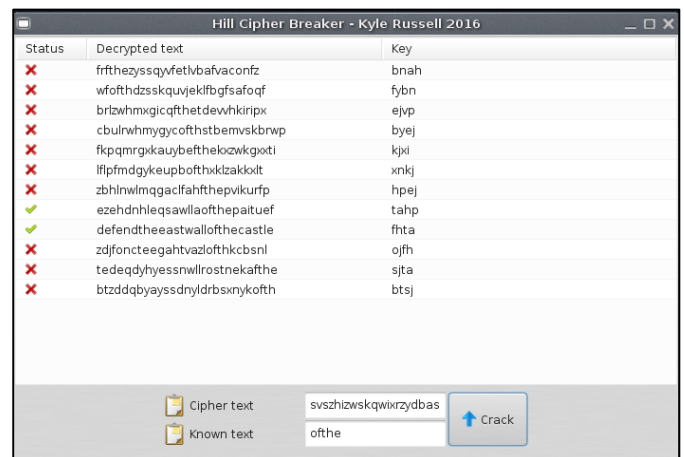 Hill Cipher Breaker - Kyle Russell 2016
Status Decrypted text Key
frfthezyssqyvfetlvbafvaconfz bnah
wfofthdzsskquvjeklfbgfsafoqf fybn
brlzwhmxgicqfthetdevvhkiripx ejvp
cbulrwhmygycofthstbemvskbrwp byej
fkpqmrgxkauybefthekxzwkgxxti kjxi
lflpfmdgykeupbofthxklzakkxlt xnkj
zbhlnwlmqgaclfahfthepvikurfp hpej
ezehdnhleqsawllaofthepaituef tahp
defendtheeastwallofthecastle fhta
zdjfoncteegahtvazlofthkcbsnl ojfh
tedeqdyhyessnwllrostnekafthe sjta
btzddqbyayssdnyldrbsxnykofth btsj
Cipher text svszhizwskqwixrzydbas
Crack
Known text ofthe